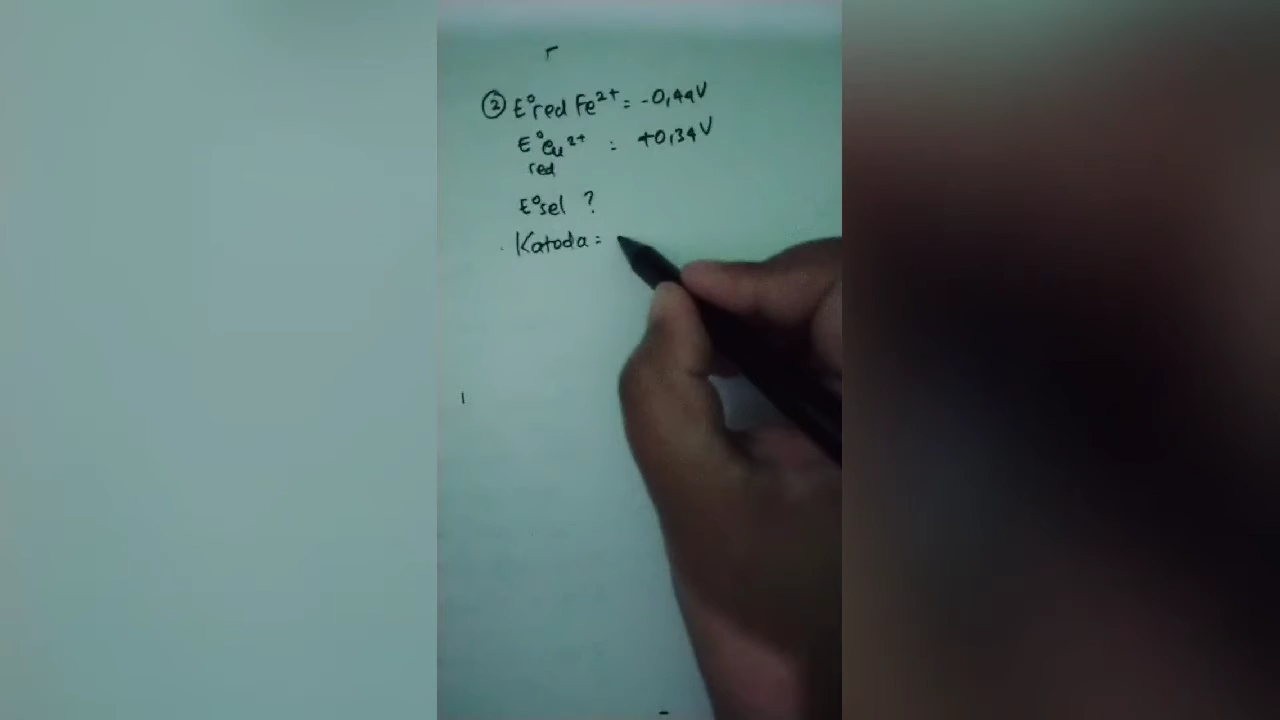 ② E°red Fe²⁺ = -0,44V
E°Cu²⁺ = +0,34V
red
E°sel ?
Katoda =